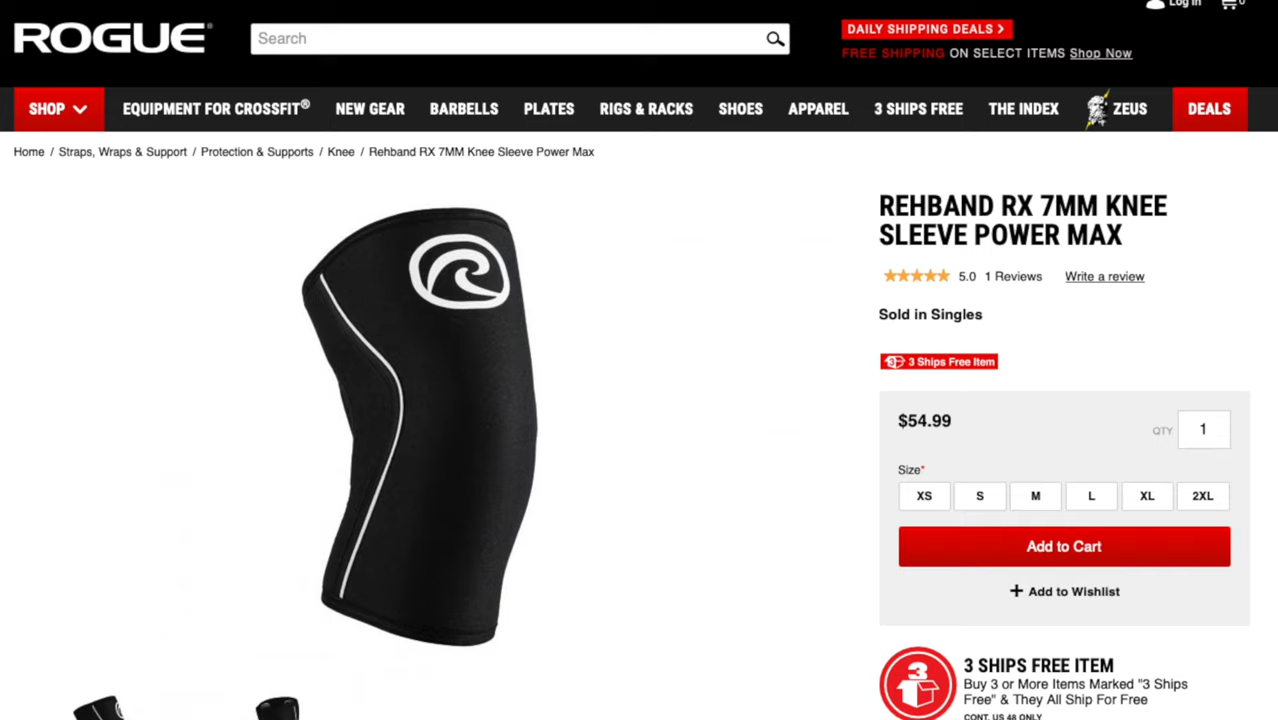 Log In
0
ROGUE®
Search
DAILY SHIPPING DEALS >
FREE SHIPPING ON SELECT ITEMS Shop Now
SHOP
EQUIPMENT FOR CROSSFIT®
NEW GEAR
BARBELLS
PLATES
RIGS & RACKS
SHOES
APPAREL
3 SHIPS FREE
THE INDEX
ZEUS
DEALS
Home / Straps, Wraps & Support / Protection & Supports / Knee / Rehband RX 7MM Knee Sleeve Power Max
REHBAND RX 7MM KNEE
SLEEVE POWER MAX
5.0 1 Reviews Write a review
Sold in Singles
3 3 Ships Free Item
$54.99
QTY 1
Size*
XS S M L XL 2XL
Add to Cart
+ Add to Wishlist
3
3 SHIPS FREE ITEM
Buy 3 or More Items Marked "3 Ships
Free" & They All Ship For Free
CONT. US 48 ONLY